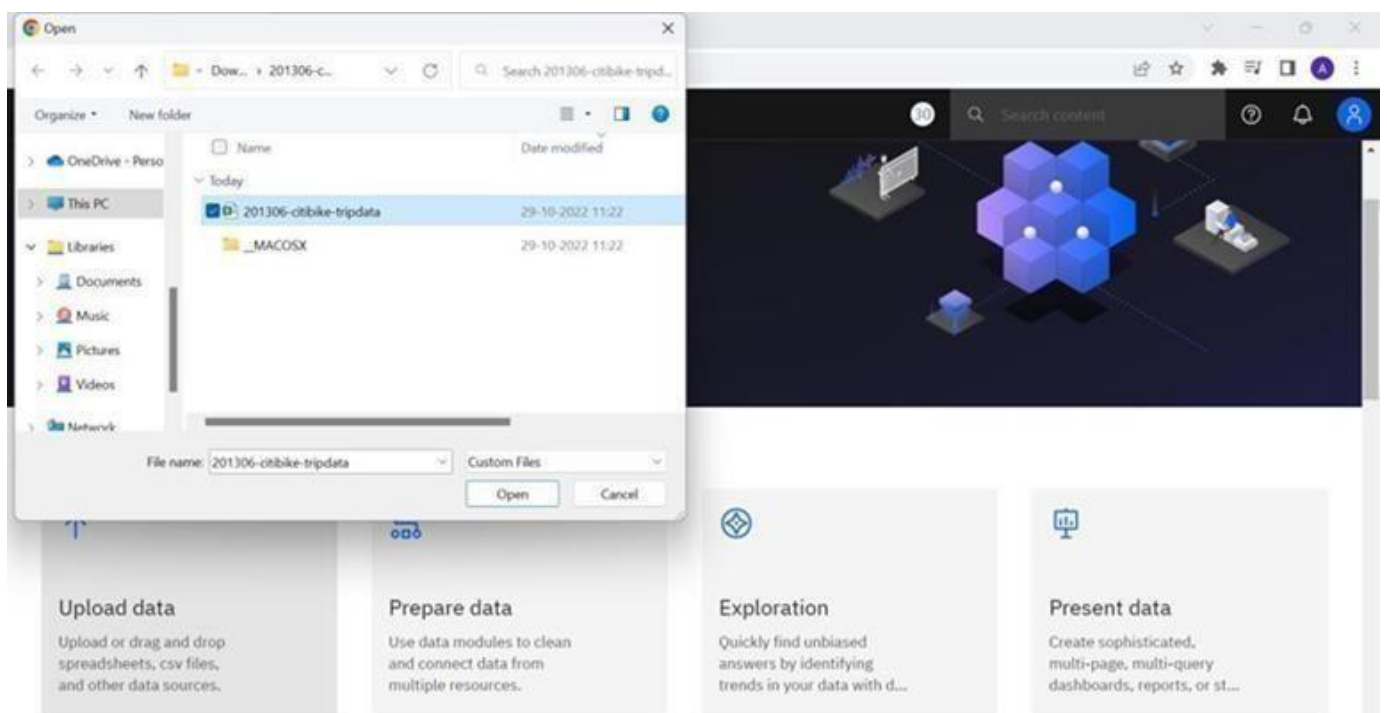 Open
Dow... › 201306-c...
Search 201306-citibike-tripd...
Organize
New folder
Name
Date modified
Today
201306-citibike-tripdata
29-10-2022 11:22
__MACOSX
29-10-2022 11:22
OneDrive - Perso
This PC
Libraries
Documents
Music
Pictures
Videos
Network
File name: 201306-citibike-tripdata
Custom Files
Open
Cancel
A
30
Search content
Upload data
Upload or drag and drop
spreadsheets, csv files,
and other data sources.
Prepare data
Use data modules to clean
and connect data from
multiple resources.
Exploration
Quickly find unbiased
answers by identifying
trends in your data with d...
Present data
Create sophisticated,
multi-page, multi-query
dashboards, reports, or st...